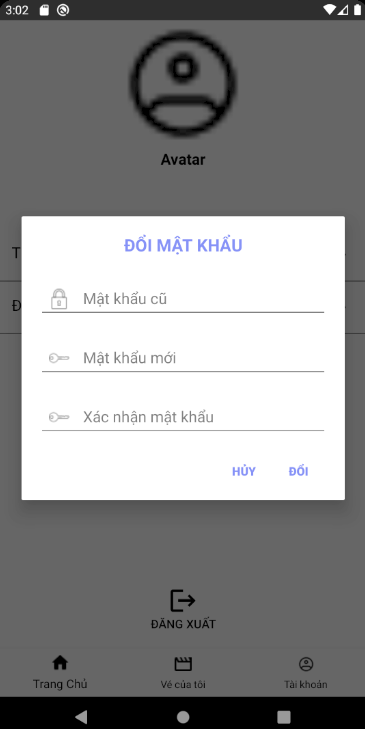 3:02
Avatar
T
ĐỔI MẬT KHẨU
Mật khẩu cũ
Đ
Mật khẩu mới
Xác nhận mật khẩu
HỦY ĐỔI
ĐĂNG XUẤT
Trang Chủ Vé của tôi Tài khoản